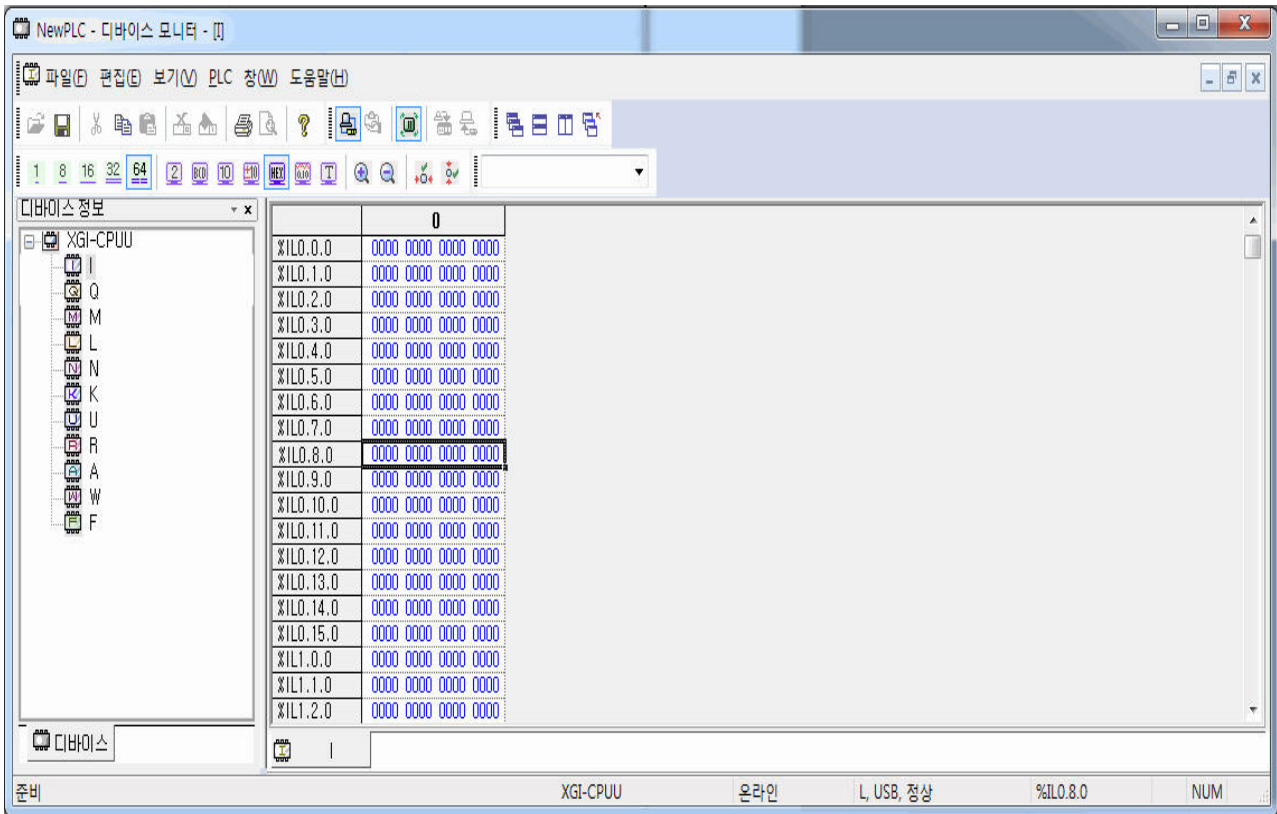 NewPLC - 디바이스 모니터 - [I]
파일(F) 편집(E) 보기(V) PLC 창(W) 도움말(H)
1 8 16 32 64 2 BCD 10 ±10 HEX T
디바이스 정보
XGI-CPUU
I
Q
M
L
N
K
U
R
A
W
F
디바이스
0
%IL0.0.0 0000 0000 0000 0000
%IL0.1.0 0000 0000 0000 0000
%IL0.2.0 0000 0000 0000 0000
%IL0.3.0 0000 0000 0000 0000
%IL0.4.0 0000 0000 0000 0000
%IL0.5.0 0000 0000 0000 0000
%IL0.6.0 0000 0000 0000 0000
%IL0.7.0 0000 0000 0000 0000
%IL0.8.0 0000 0000 0000 0000
%IL0.9.0 0000 0000 0000 0000
%IL0.10.0 0000 0000 0000 0000
%IL0.11.0 0000 0000 0000 0000
%IL0.12.0 0000 0000 0000 0000
%IL0.13.0 0000 0000 0000 0000
%IL0.14.0 0000 0000 0000 0000
%IL0.15.0 0000 0000 0000 0000
%IL1.0.0 0000 0000 0000 0000
%IL1.1.0 0000 0000 0000 0000
%IL1.2.0 0000 0000 0000 0000
I
준비 XGI-CPUU 온라인 L, USB, 정상 %IL0.8.0 NUM